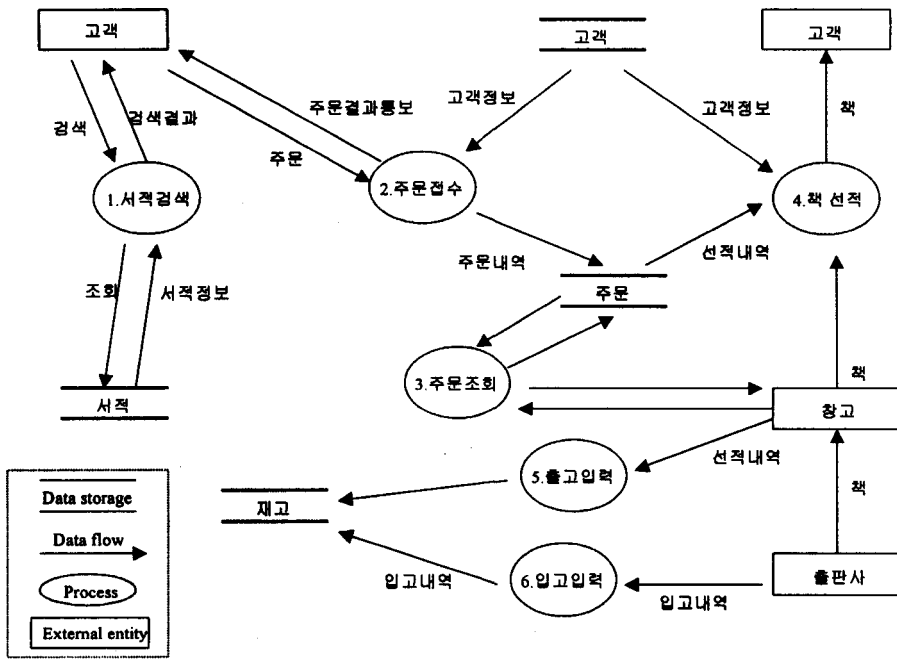 고객
고객
고객
주문결과통보
고객정보
고객정보
책
검색
검색결과
주문
1.서적검색
2.주문접수
4.책 선적
주문내역
선적내역
조회
서적정보
주문
3.주문조회
책
서적
창고
선적내역
5.출고입력
재고
책
Data storage
Data flow
입고내역
6.입고입력
입고내역
출판사
Process
External entity